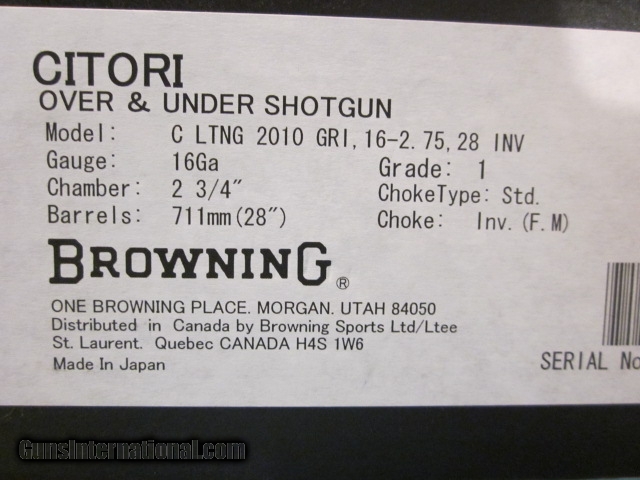 CITORI
OVER & UNDER SHOTGUN
Model: C LTNG 2010 GRI,16-2.75,28 INV
Gauge: 16Ga Grade: 1
Chamber: 2 3/4" ChokeType: Std.
Barrels: 711mm(28") Choke: Inv.(F.M)
BROWNING®
ONE BROWNING PLACE. MORGAN. UTAH 84050
Distributed in Canada by Browning Sports Ltd/Ltee
St. Laurent. Quebec CANADA H4S 1W6
Made In Japan
SERIAL No
GunsInternational.com